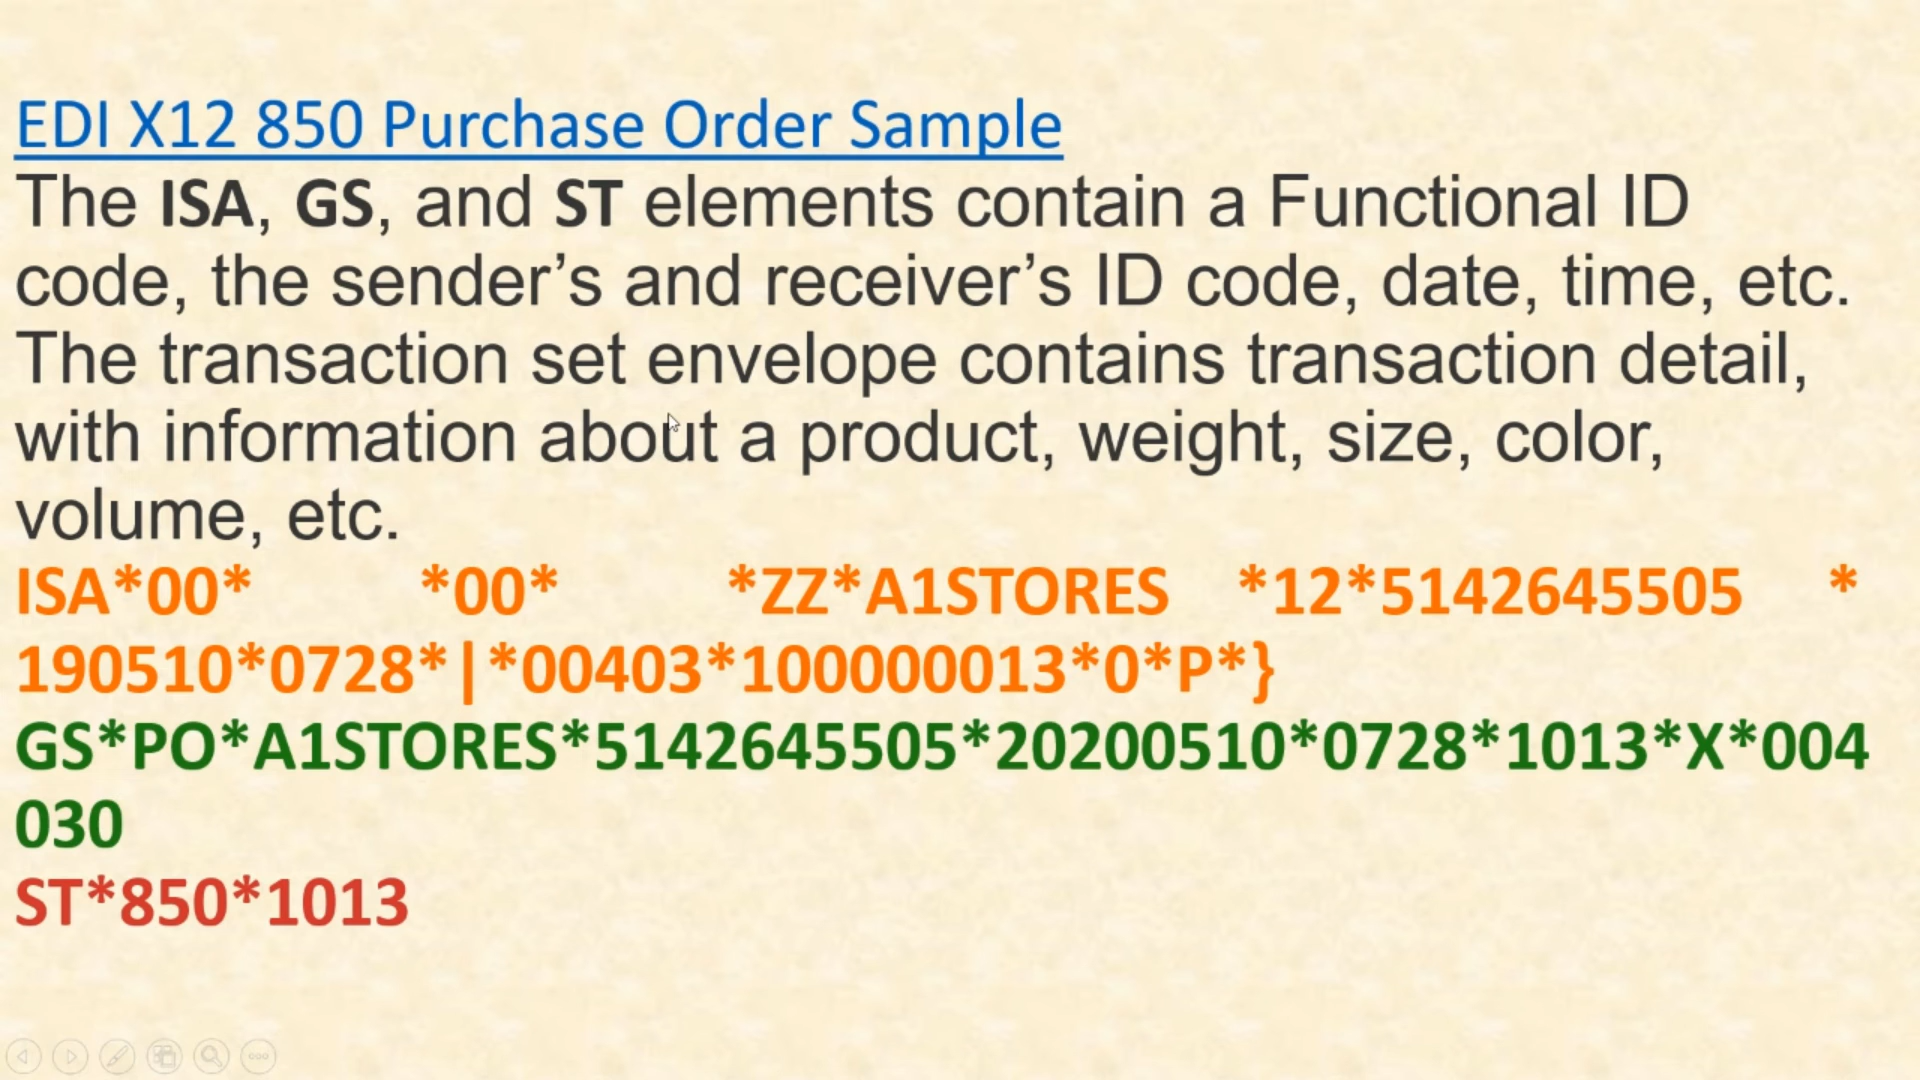 EDI X12 850 Purchase Order Sample
The ISA, GS, and ST elements contain a Functional ID
code, the sender’s and receiver’s ID code, date, time, etc.
The transaction set envelope contains transaction detail,
with information about a product, weight, size, color,
volume, etc.
ISA*00*          *00*          *ZZ*A1STORES    *12*5142645505     *
190510*0728*|*00403*100000013*0*P*}
GS*PO*A1STORES*5142645505*20200510*0728*1013*X*004
030
ST*850*1013